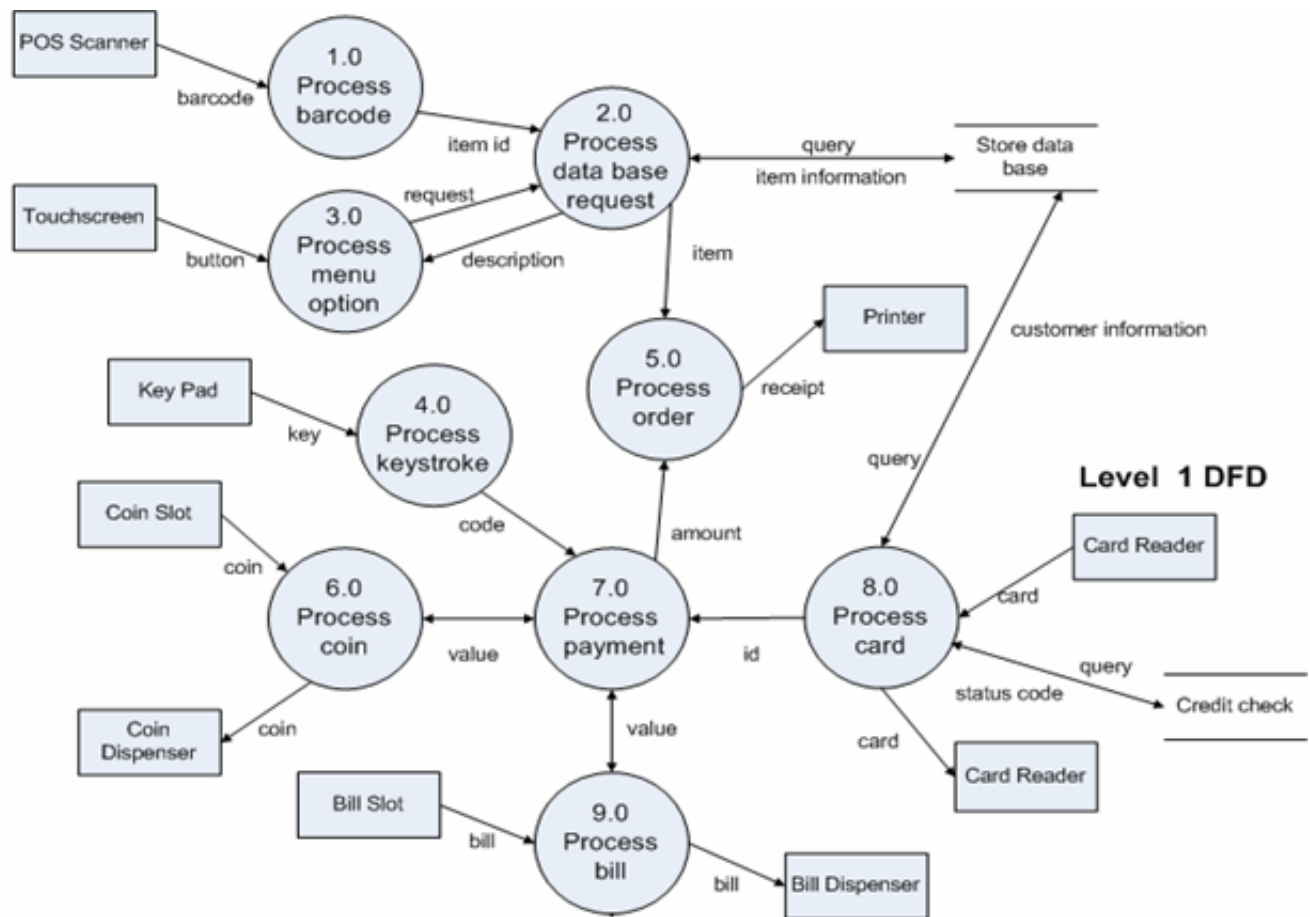 POS Scanner
barcode
1.0
Process
barcode
item id
2.0
Process
data base
request
query
item information
Store data
base
Touchscreen
button
3.0
Process
menu
option
request
description
item
Printer
receipt
5.0
Process
order
customer information
query
Key Pad
key
4.0
Process
keystroke
code
amount
Level 1 DFD
Coin Slot
coin
6.0
Process
coin
value
7.0
Process
payment
id
8.0
Process
card
Card Reader
card
query
status code
Credit check
Coin
Dispenser
coin
value
card
Card Reader
Bill Slot
bill
9.0
Process
bill
bill
Bill Dispenser